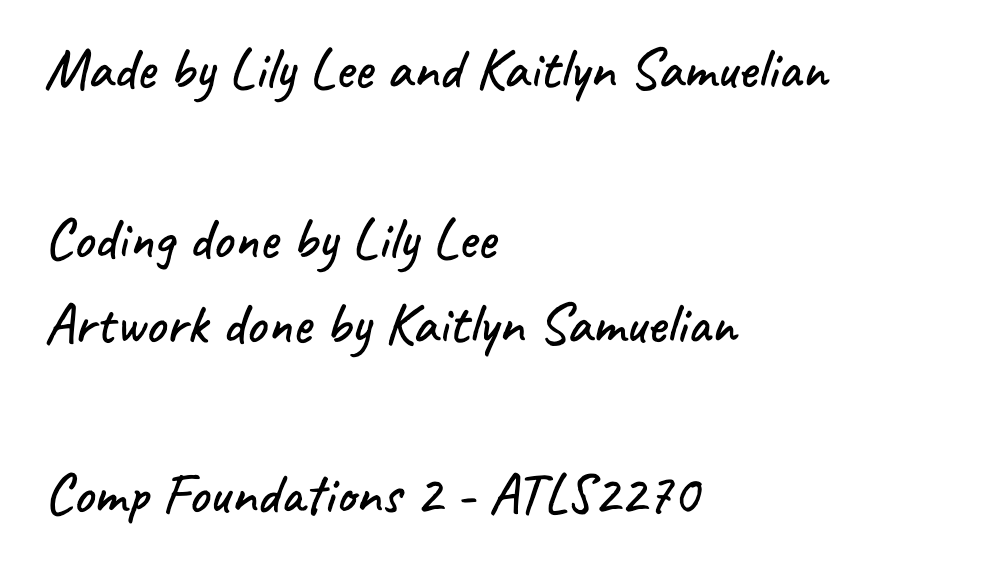 Made by Lily Lee and Kaitlyn Samuelian
Coding done by Lily Lee
Artwork done by Kaitlyn Samuelian
Comp Foundations 2 - ATLS2270